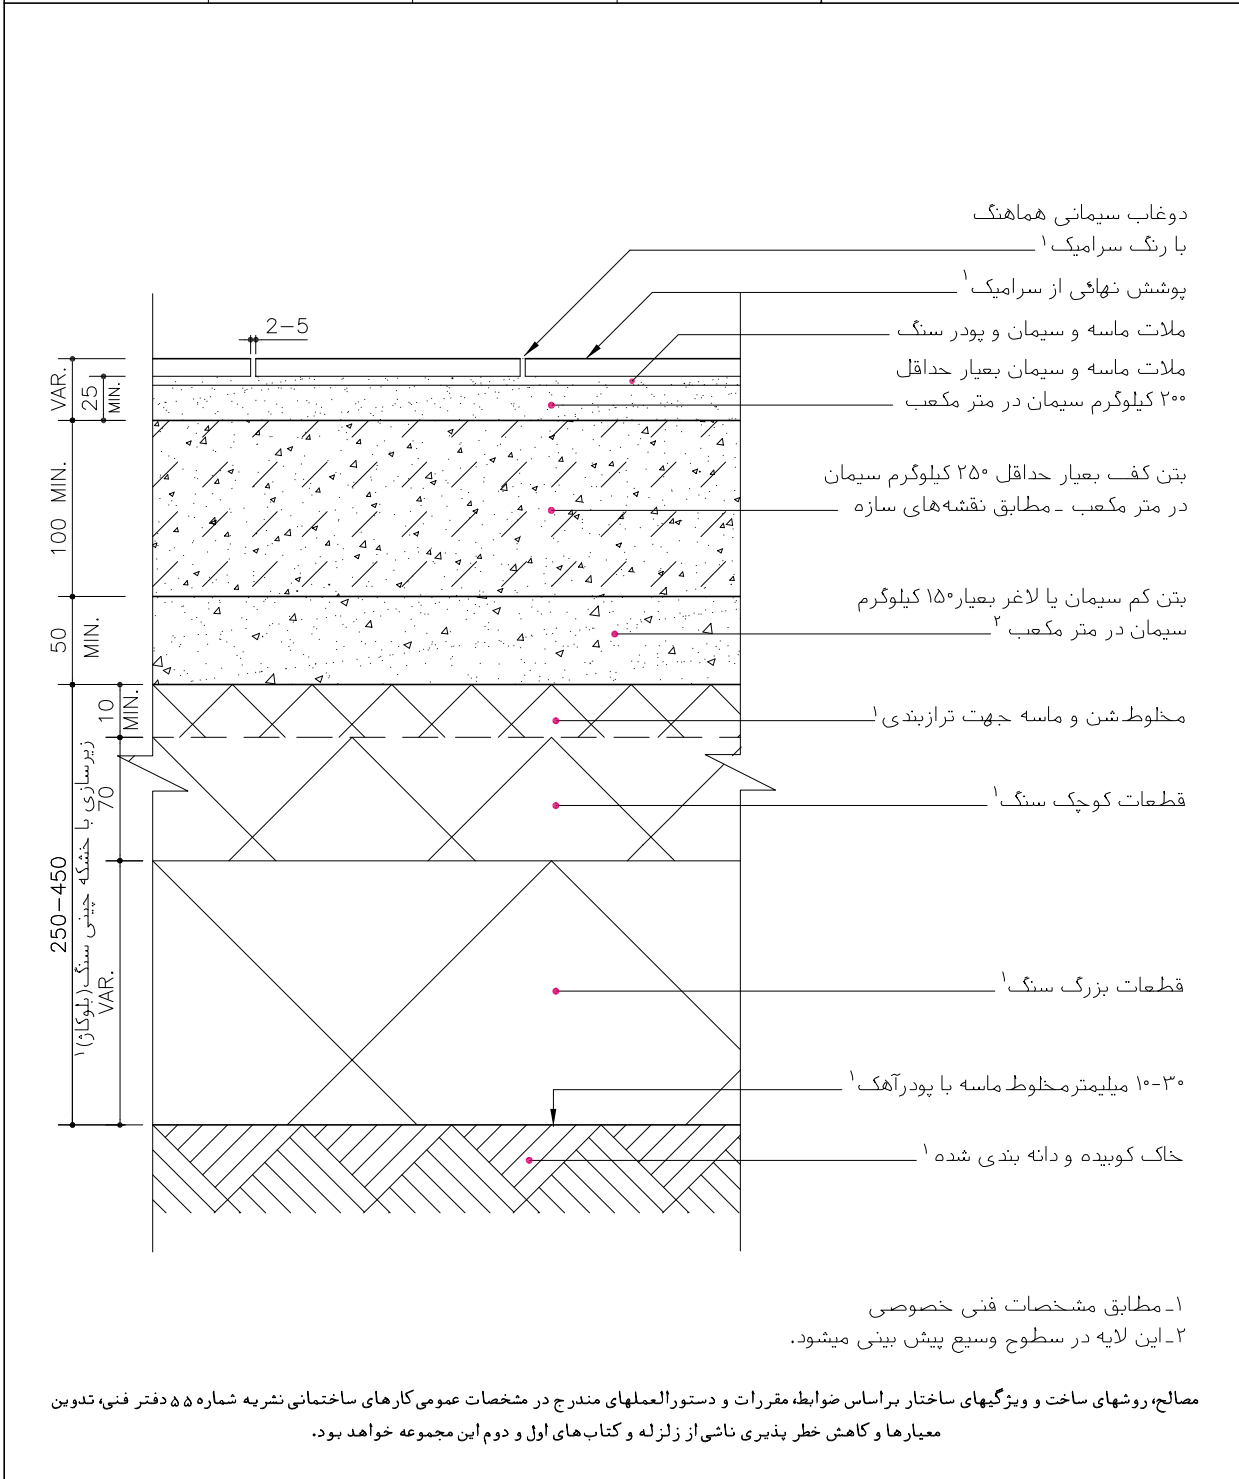 دوغاب سیمانی هماهنگ
با رنگ سرامیک ۱
پوشش نهائی از سرامیک ۱
ملات ماسه و سیمان و پودر سنگ
ملات ماسه و سیمان بعیار حداقل
۲۰۰ کیلوگرم سیمان در متر مکعب
بتن کف بعیار حداقل ۲۵۰ کیلوگرم سیمان
در متر مکعب - مطابق نقشه‌های سازه
بتن کم سیمان یا لاغر بعیار ۱۵۰ کیلوگرم
سیمان در متر مکعب ۲
مخلوط شن و ماسه جهت ترازبندی ۱
قطعات کوچک سنگ ۱
قطعات بزرگ سنگ ۱
۱۰-۳۰ میلیمتر مخلوط ماسه با پودرآهک ۱
خاک کوبیده و دانه بندی شده ۱
2-5
VAR.
25
MIN.
100 MIN.
50
MIN.
10
MIN.
70
250-450
زیرسازی با خشکه چینی سنگ (بلوکاژ) ۱
VAR.
۱- مطابق مشخصات فنی خصوصی
۲- این لایه در سطوح وسیع پیش بینی میشود.
مصالح، روشهای ساخت و ویژگیهای ساختار براساس ضوابط، مقررات و دستورالعملهای مندرج در مشخصات عمومی کارهای ساختمانی نشریه شماره ۵۵ دفتر فنی، تدوین
معیارها و کاهش خطر پذیری ناشی از زلزله و کتاب‌های اول و دوم این مجموعه خواهد بود.